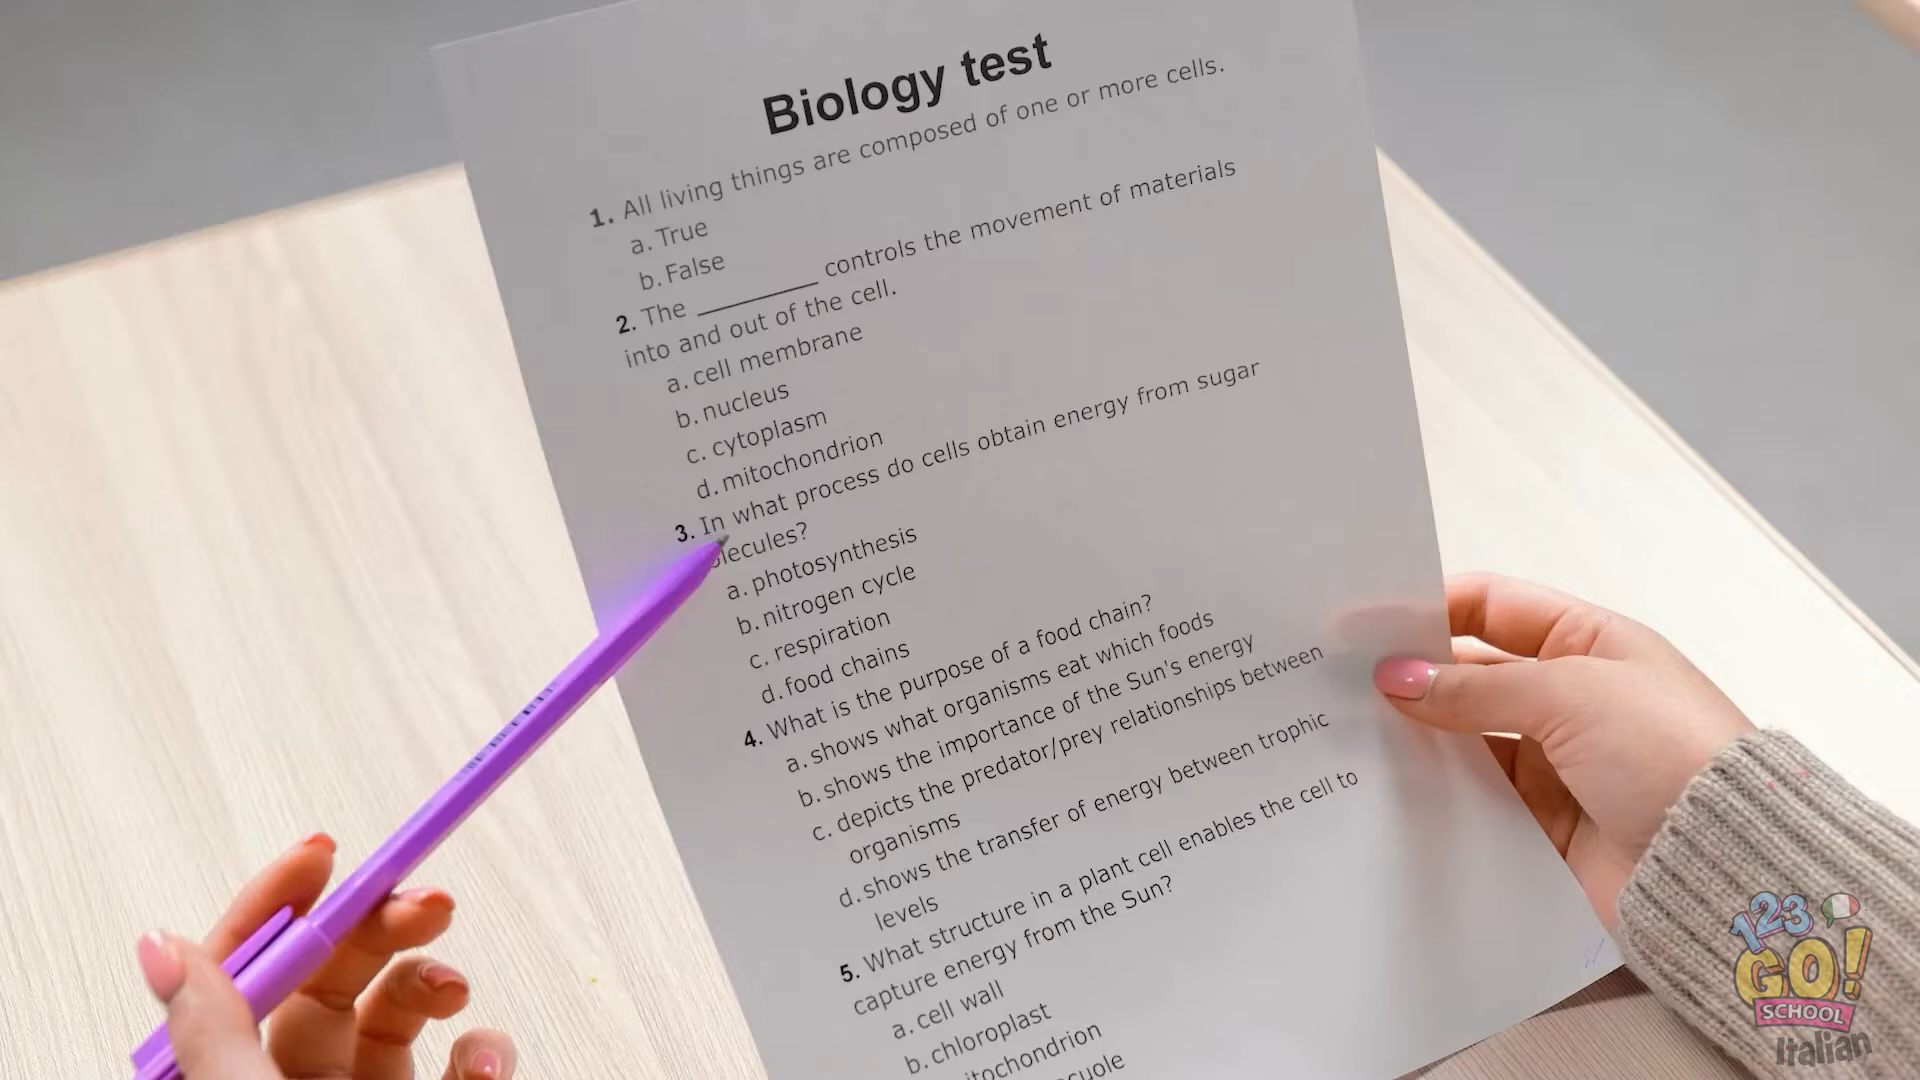 Biology test
1. All living things are composed of one or more cells.
a. True
b. False
2. The _________ controls the movement of materials
into and out of the cell.
a. cell membrane
b. nucleus
c. cytoplasm
d. mitochondrion
3. In what process do cells obtain energy from sugar
a. photosynthesis
b. nitrogen cycle
c. respiration
d. food chains
4. What is the purpose of a food chain?
a. shows what organisms eat which foods
b. shows the importance of the Sun's energy
c. depicts the predator/prey relationships between
organisms
d. shows the transfer of energy between trophic
levels
5. What structure in a plant cell enables the cell to
capture energy from the Sun?
a. cell wall
b. chloroplast
123
GO!
SCHOOL
Italian